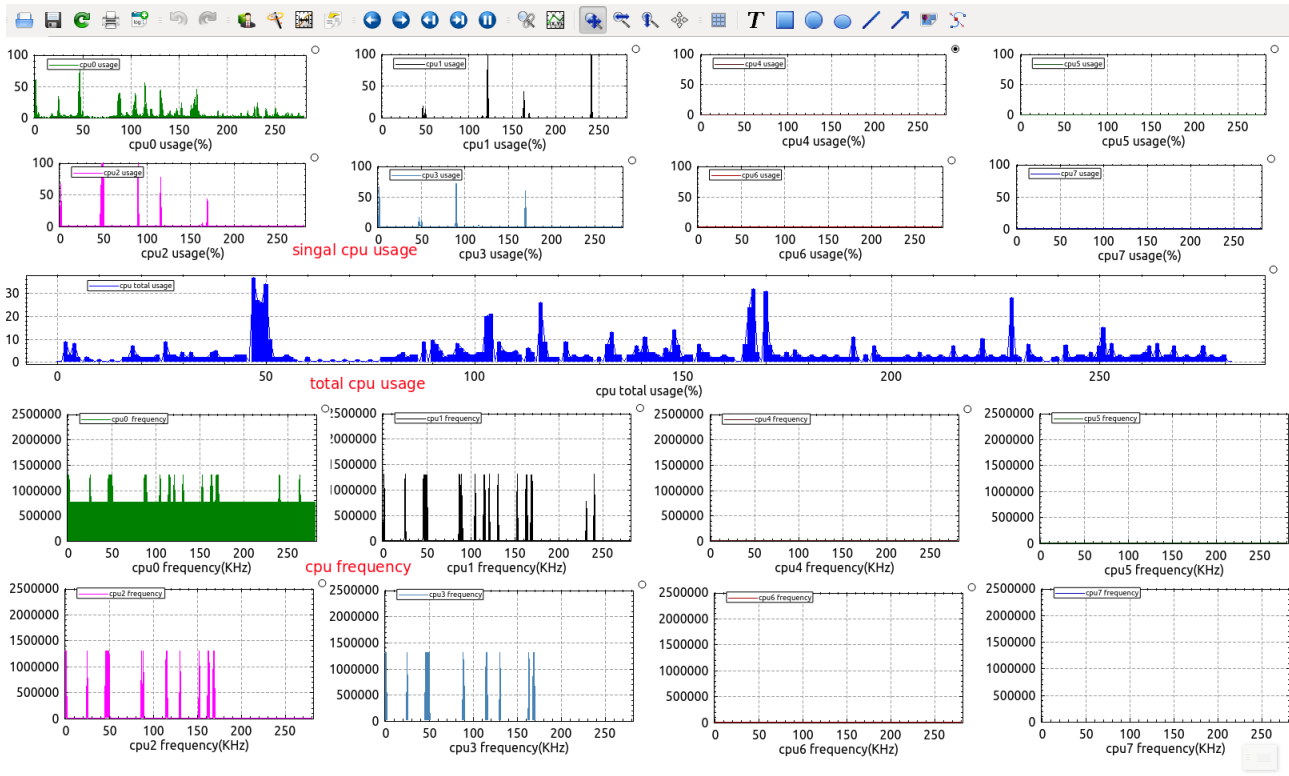 T
100 100 100 100
cpu0 usage cpu1 usage cpu4 usage cpu5 usage
50 50 50 50
0 0 0 0
0 50 100 150 200 250 0 50 100 150 200 250 0 50 100 150 200 250 0 50 100 150 200 250
cpu0 usage(%) cpu1 usage(%) cpu4 usage(%) cpu5 usage(%)
100 100 100 100
cpu2 usage cpu3 usage cpu6 usage cpu7 usage
50 50 50 50
0 0 0 0
0 50 100 150 200 250 0 50 100 150 200 250 0 50 100 150 200 250 0 50 100 150 200 250
cpu2 usage(%) cpu3 usage(%) cpu6 usage(%) cpu7 usage(%)
singal cpu usage
cpu total usage
30
20
10
0
0 50 100 150 200 250
total cpu usage
cpu total usage(%)
2500000 2500000 2500000 2500000
cpu0 frequency cpu1 frequency cpu4 frequency cpu5 frequency
2000000 2000000 2000000 2000000
1500000 1500000 1500000 1500000
1000000 1000000 1000000 1000000
500000 500000 500000 500000
0 0 0 0
0 50 100 150 200 250 0 50 100 150 200 250 0 50 100 150 200 250 0 50 100 150 200 250
cpu0 frequency(KHz) cpu1 frequency(KHz) cpu4 frequency(KHz) cpu5 frequency(KHz)
cpu frequency
2500000 2500000 2500000 2500000
cpu2 frequency cpu3 frequency cpu6 frequency cpu7 frequency
2000000 2000000 2000000 2000000
1500000 1500000 1500000 1500000
1000000 1000000 1000000 1000000
500000 500000 500000 500000
0 0 0 0
0 50 100 150 200 250 0 50 100 150 200 250 0 50 100 150 200 250 0 50 100 150 200 250
cpu2 frequency(KHz) cpu3 frequency(KHz) cpu6 frequency(KHz) cpu7 frequency(KHz)